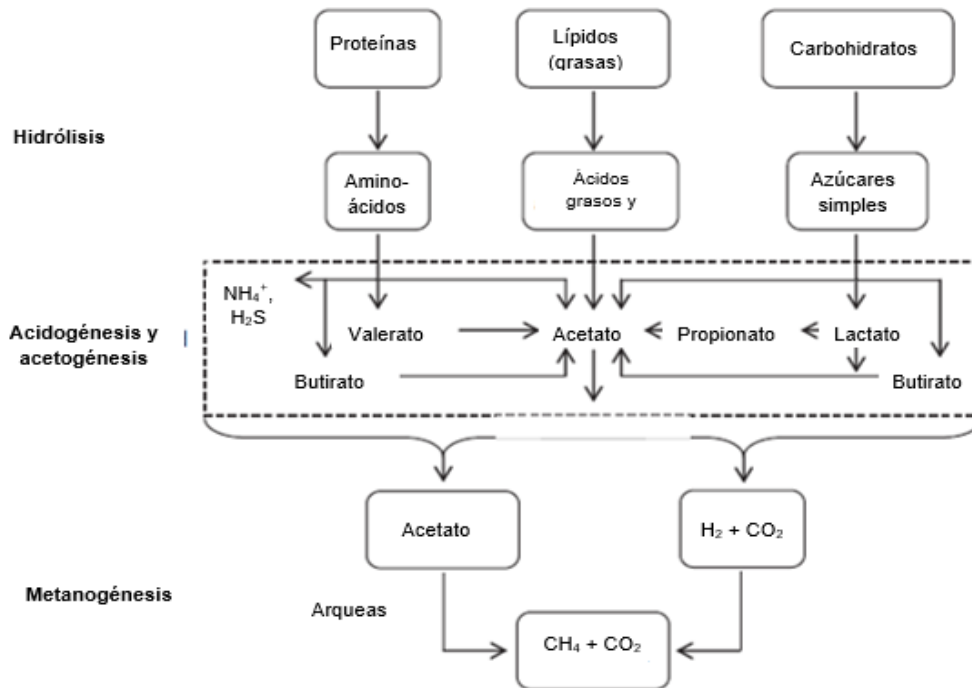 Proteínas
Lípidos
(qrasas)
Carbohidratos
Hidrólisis
Amino-
ácidos
Ácidos
grasos y
Azúcares
simples
NH₄⁺,
H₂S
Acidogénesis y
acetogénesis
Valerato
Acetato
Propionato
Lactato
Butirato
Butirato
Acetato
H₂ + CO₂
Metanogénesis
Arqueas
CH₄ + CO₂